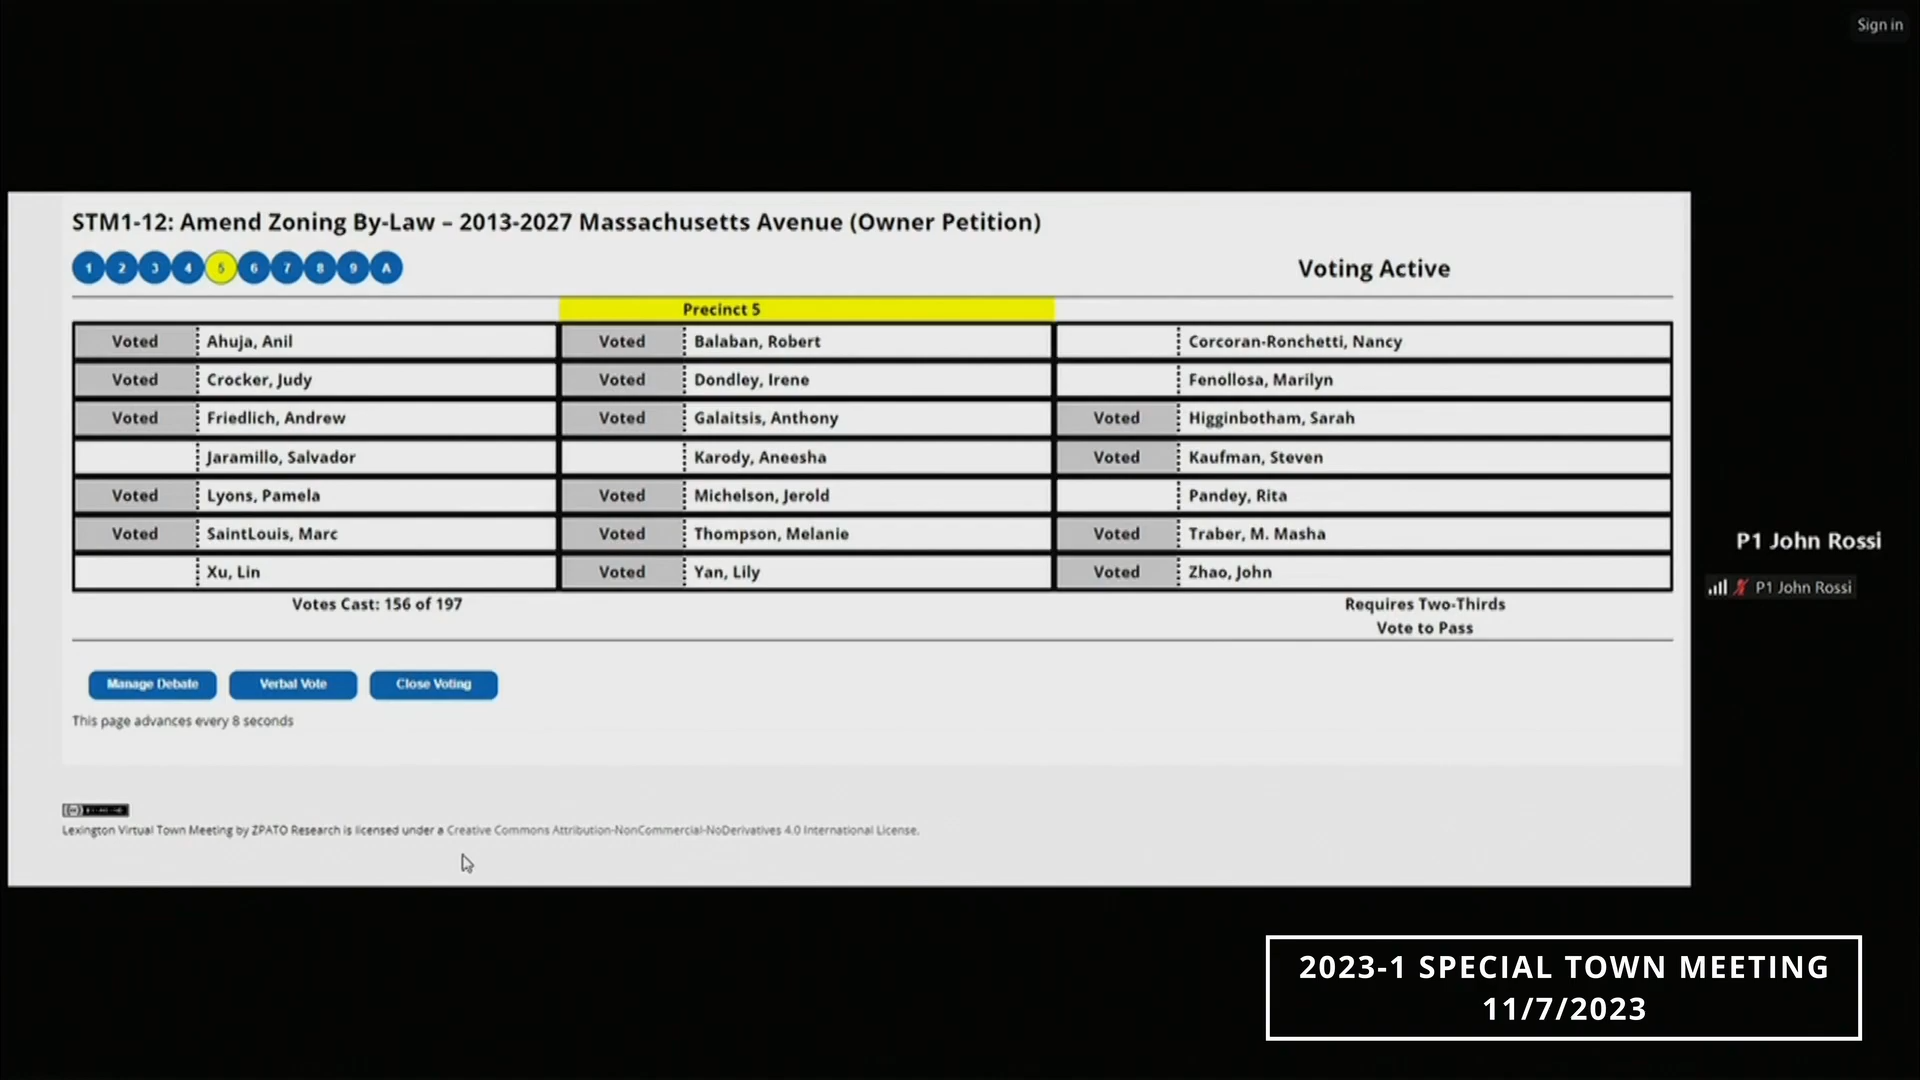 Sign in
STM1-12: Amend Zoning By-Law – 2013-2027 Massachusetts Avenue (Owner Petition)
1 2 3 4 5 6 7 8 9 A
Voting Active
Precinct 5
Voted Ahuja, Anil Voted Balaban, Robert Corcoran-Ronchetti, Nancy
Voted Crocker, Judy Voted Dondley, Irene Fenollosa, Marilyn
Voted Friedlich, Andrew Voted Galaitsis, Anthony Voted Higginbotham, Sarah
Jaramillo, Salvador Karody, Aneesha Voted Kaufman, Steven
Voted Lyons, Pamela Voted Michelson, Jerold Pandey, Rita
Voted SaintLouis, Marc Voted Thompson, Melanie Voted Traber, M. Masha
Xu, Lin Voted Yan, Lily Voted Zhao, John
Votes Cast: 156 of 197
Requires Two-Thirds
Vote to Pass
Manage Debate Verbal Vote Close Voting
This page advances every 8 seconds
Lexington Virtual Town Meeting by ZPATO Research is licensed under a Creative Commons Attribution-NonCommercial-NoDerivatives 4.0 International License.
P1 John Rossi
P1 John Rossi
2023-1 SPECIAL TOWN MEETING
11/7/2023